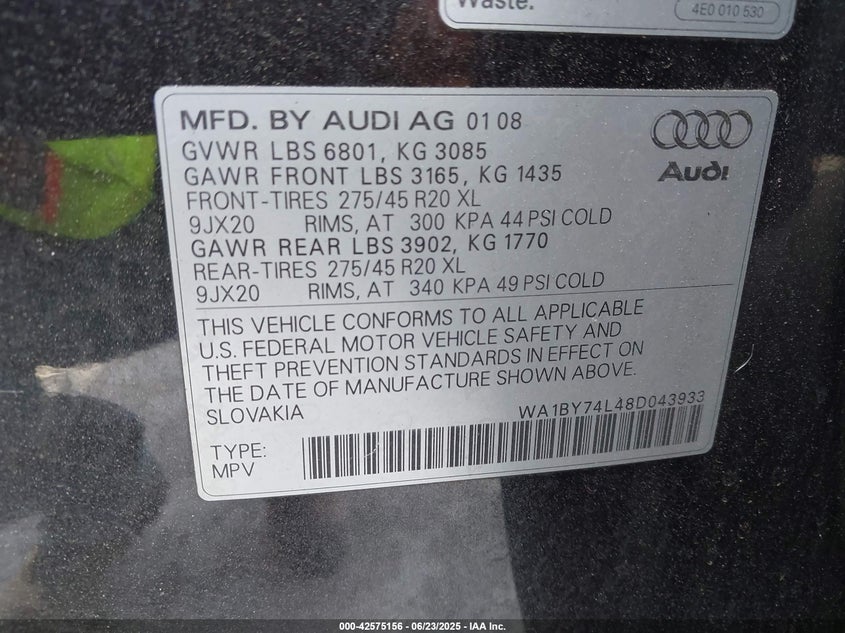 Waste.
4E0 010 530
MFD. BY AUDI AG 01 08
GVWR LBS 6801, KG 3085
GAWR FRONT LBS 3165, KG 1435
FRONT-TIRES 275/45 R20 XL
9JX20 RIMS, AT 300 KPA 44 PSI COLD
GAWR REAR LBS 3902, KG 1770
REAR-TIRES 275/45 R20 XL
9JX20 RIMS, AT 340 KPA 49 PSI COLD
Audi
THIS VEHICLE CONFORMS TO ALL APPLICABLE
U.S. FEDERAL MOTOR VEHICLE SAFETY AND
THEFT PREVENTION STANDARDS IN EFFECT ON
THE DATE OF MANUFACTURE SHOWN ABOVE.
SLOVAKIA WA1BY74L48D043933
TYPE:
MPV
000-42575156 - 06/23/2025 - IAA Inc.